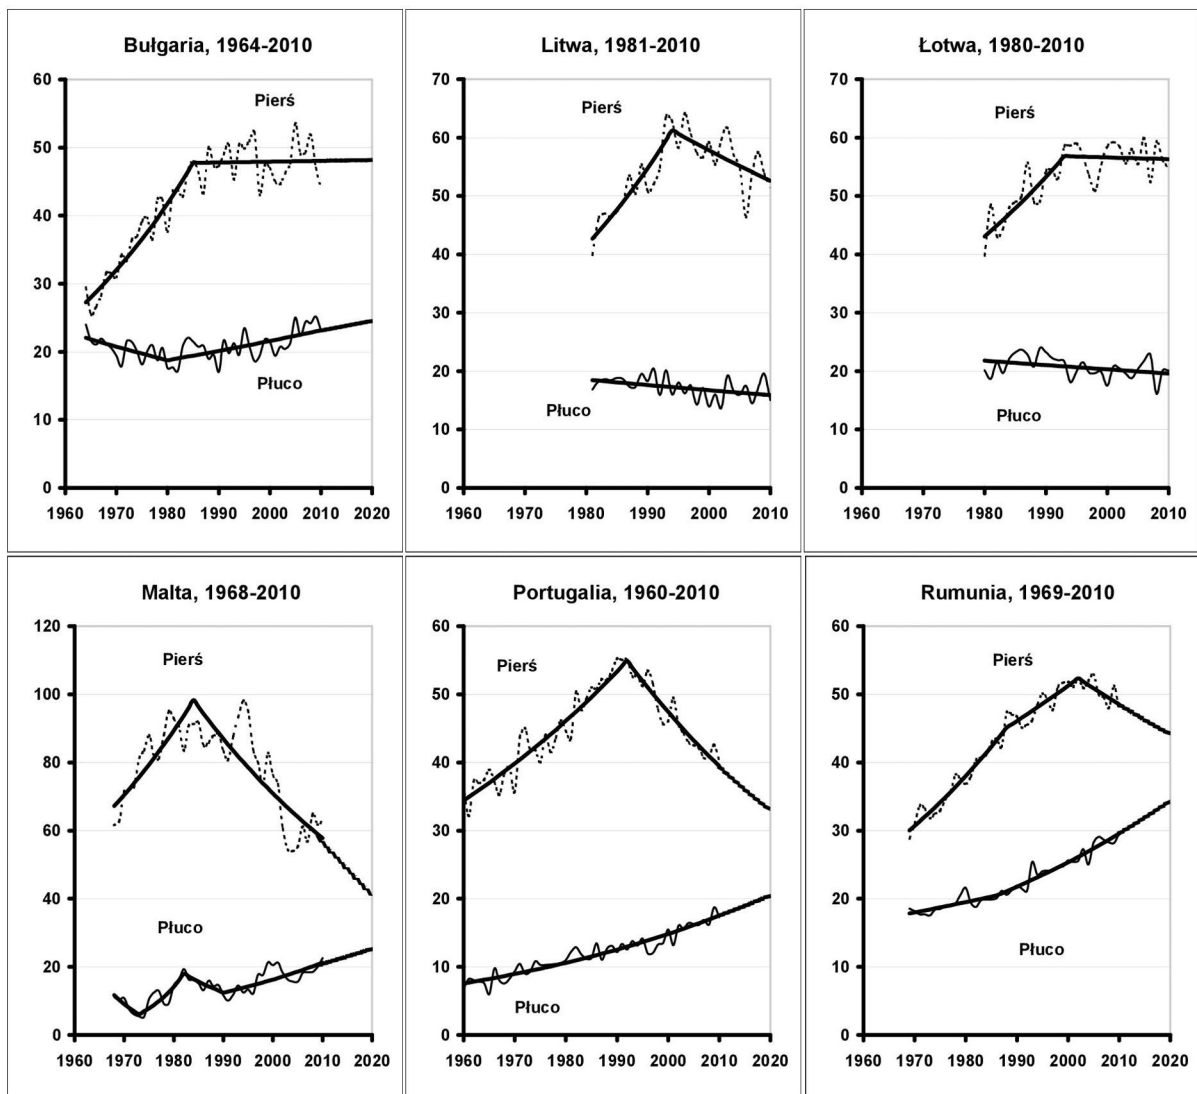 Bułgaria, 1964-2010
60
50
40
30
20
10
0
Pierś
Płuco
1960 1970 1980 1990 2000 2010 2020
Litwa, 1981-2010
70
60
50
40
30
20
10
0
Pierś
Płuco
1960 1970 1980 1990 2000 2010
Łotwa, 1980-2010
70
60
50
40
30
20
10
0
Pierś
Płuco
1960 1970 1980 1990 2000 2010
Malta, 1968-2010
120
100
80
60
40
20
0
Pierś
Płuco
1960 1970 1980 1990 2000 2010 2020
Portugalia, 1960-2010
60
50
40
30
20
10
0
Pierś
Płuco
1960 1970 1980 1990 2000 2010 2020
Rumunia, 1969-2010
60
50
40
30
20
10
0
Pierś
Płuco
1960 1970 1980 1990 2000 2010 2020